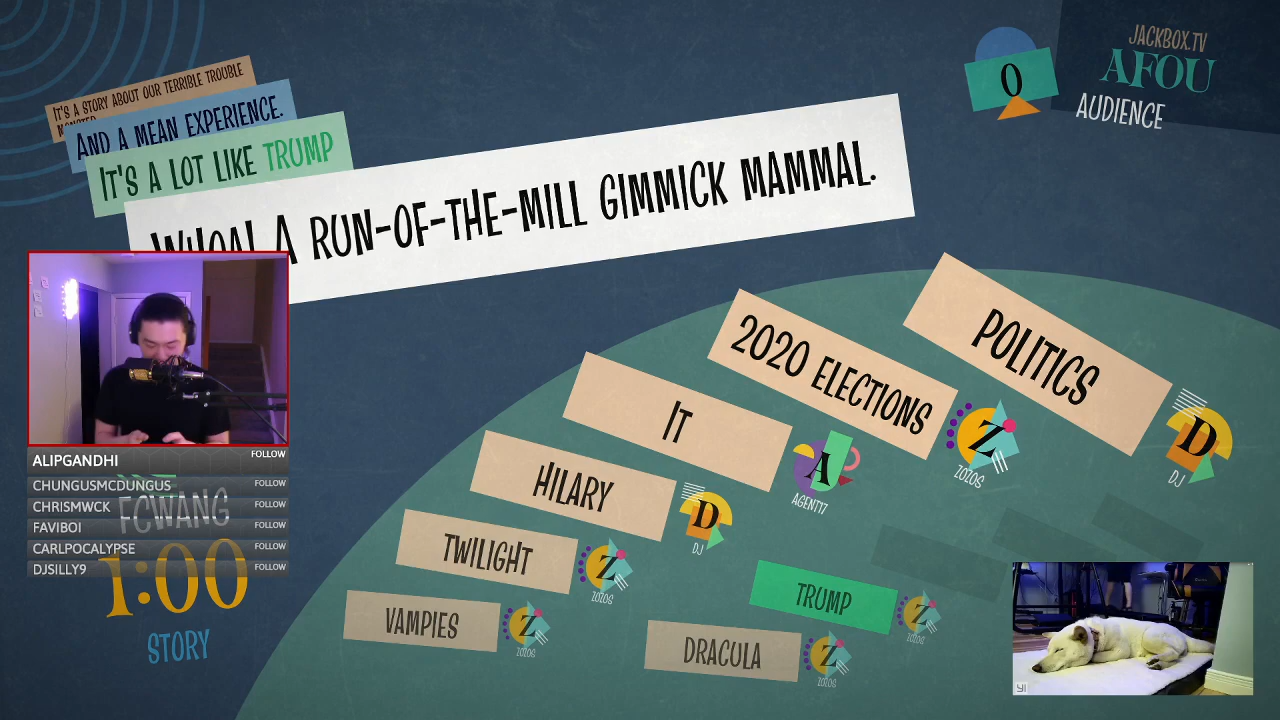 IT'S A STORY ABOUT OUR TERRIBLE TROUBLE
MONSTER
AND A MEAN EXPERIENCE.
IT'S A LOT LIKE TRUMP
WHOA! A RUN-OF-THE-MILL GIMMICK MAMMAL.
0
JACKBOX.TV
AFOU
AUDIENCE
POLITICS
D
DJ
2020 ELECTIONS
Z
ZOZOS
IT
A
AGENT17
HILARY
D
DJ
TWILIGHT
Z
ZOZOS
VAMPIES
Z
ZOZOS
TRUMP
Z
ZOZOS
DRACULA
Z
ZOZOS
ALIPGANDHI FOLLOW
CHUNGUSMCDUNGUS FOLLOW
CHRISMWCK FOLLOW
FAVIBOI FOLLOW
CARLPOCALYPSE FOLLOW
DJSILLY9 FOLLOW
FCWANG
1:00
STORY
YI